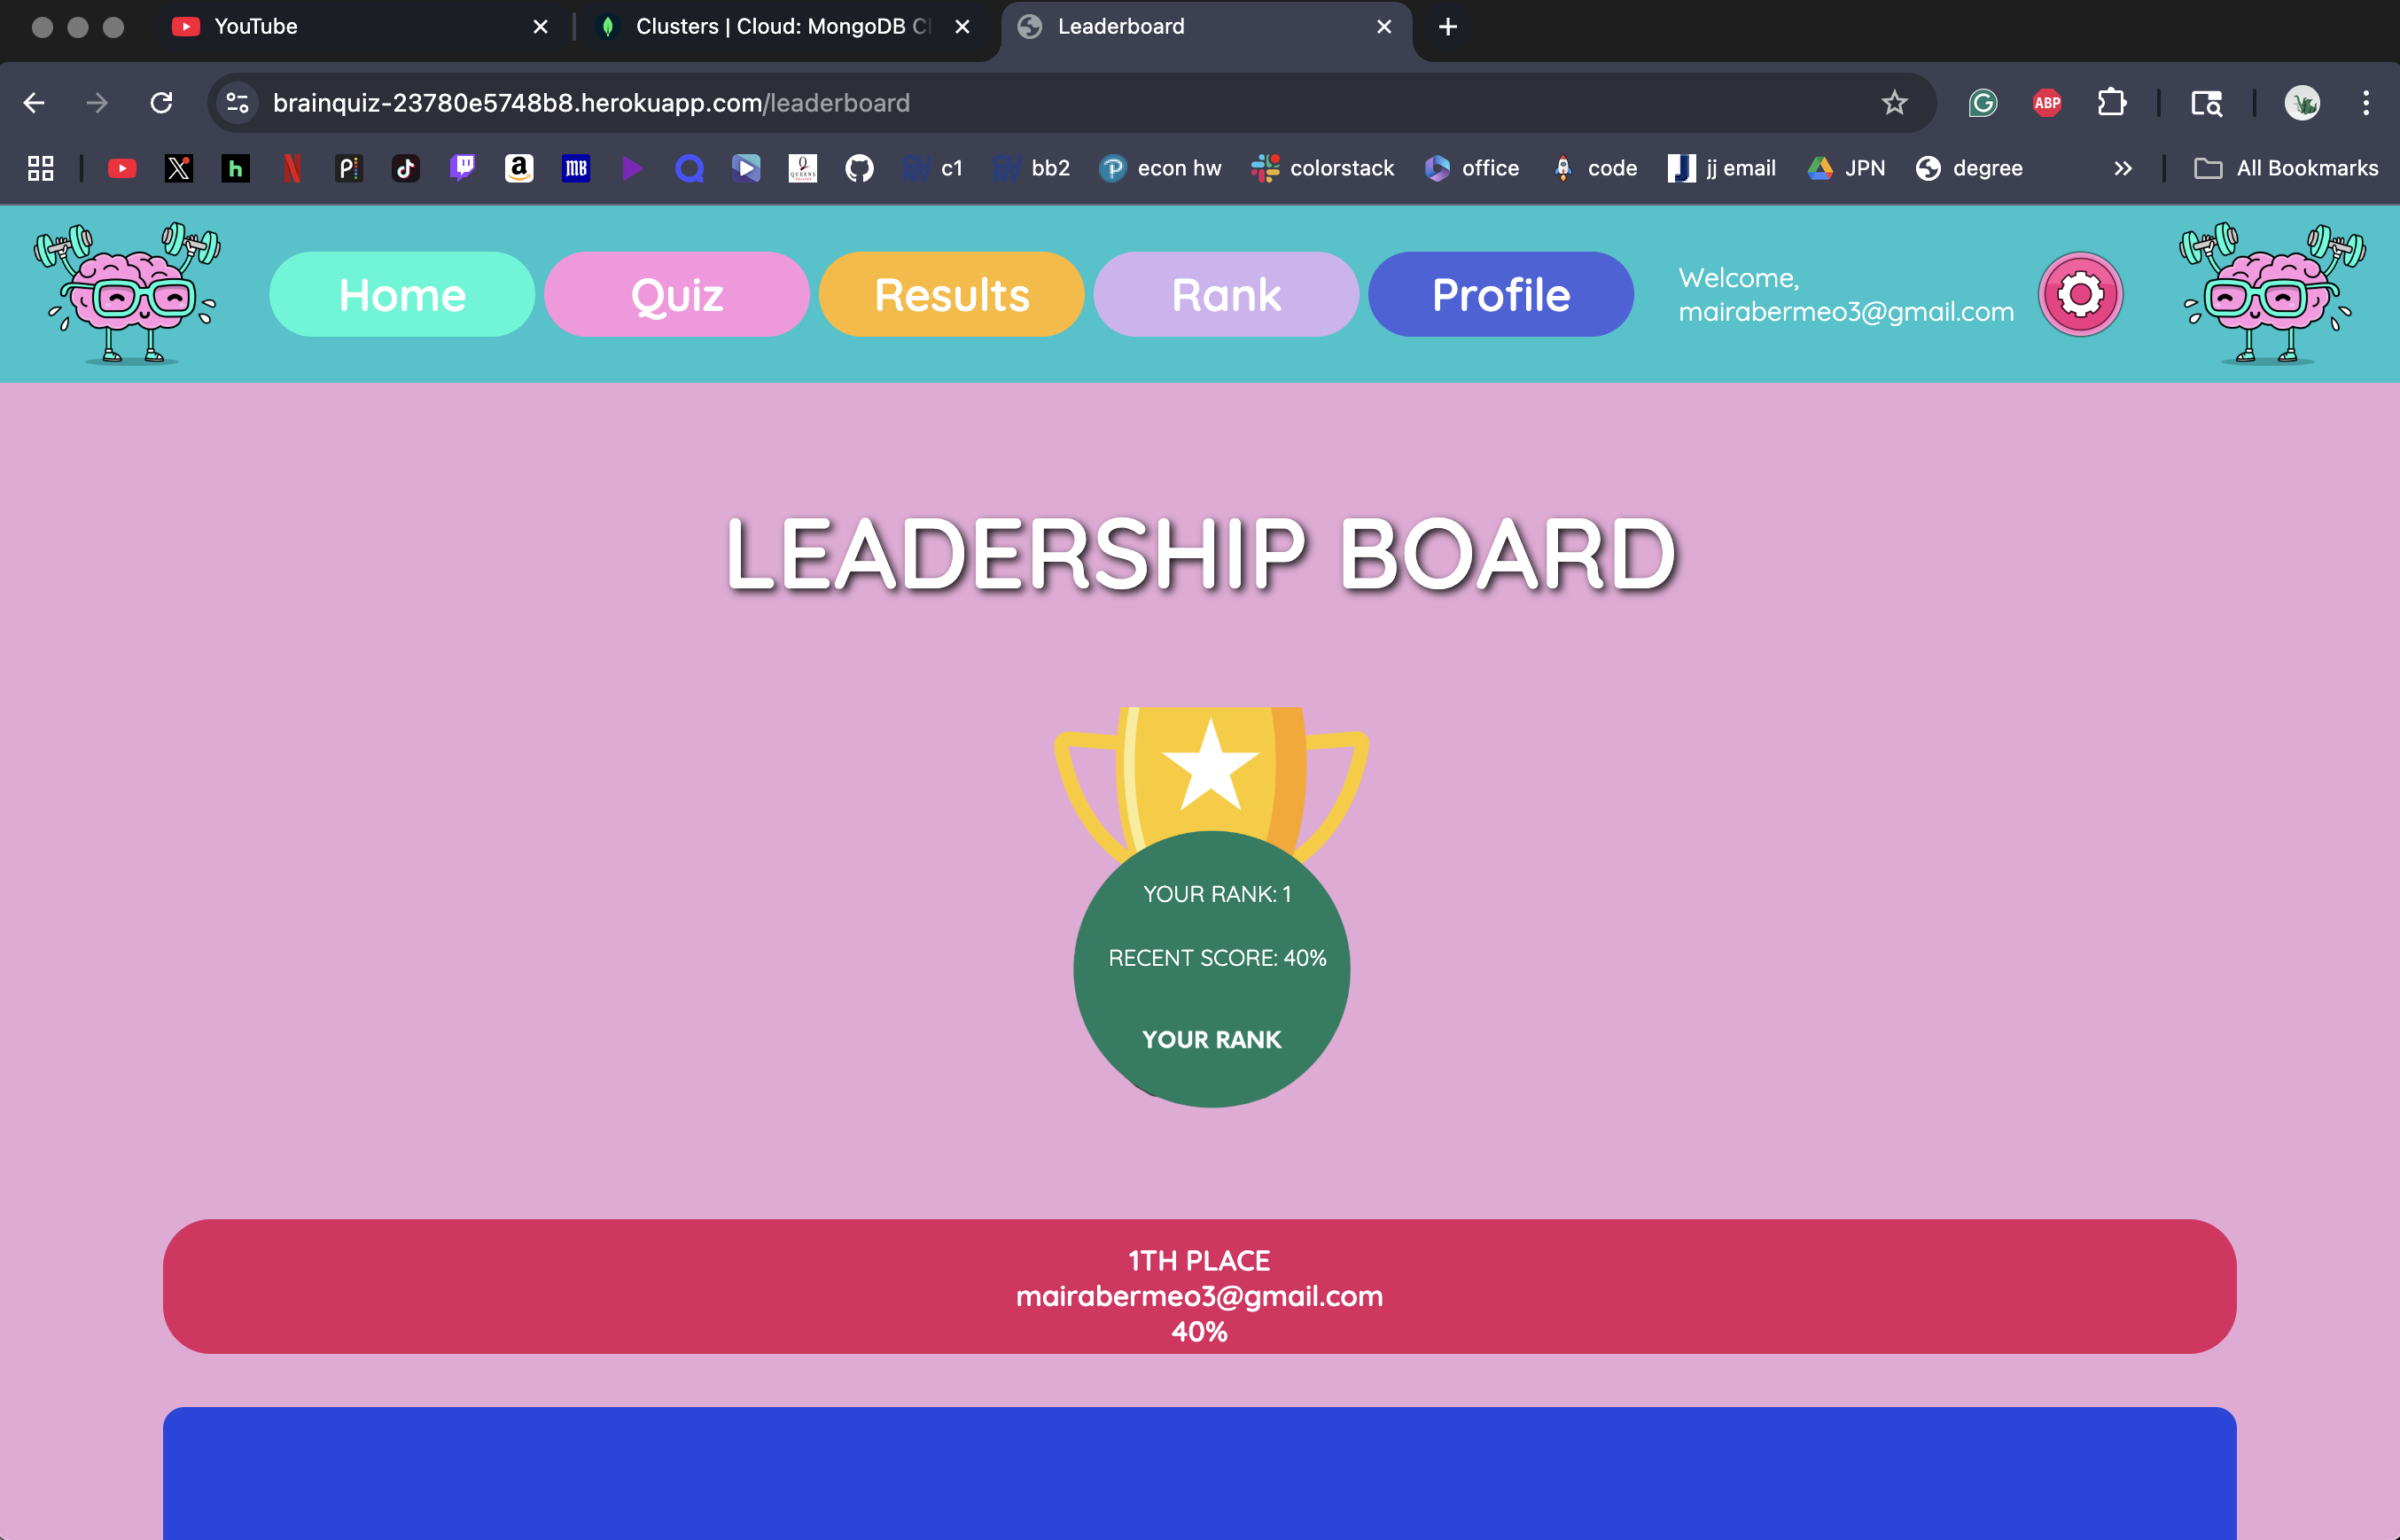 YouTube
Clusters | Cloud: MongoDB Cl
Leaderboard
brainquiz-23780e5748b8.herokuapp.com/leaderboard
ABP
h
P
a
MB
c1
bb2
econ hw
colorstack
office
code
jj email
JPN
degree
All Bookmarks
Home
Quiz
Results
Rank
Profile
Welcome,
mairabermeo3@gmail.com
LEADERSHIP BOARD
YOUR RANK: 1
RECENT SCORE: 40%
YOUR RANK
1TH PLACE
mairabermeo3@gmail.com
40%